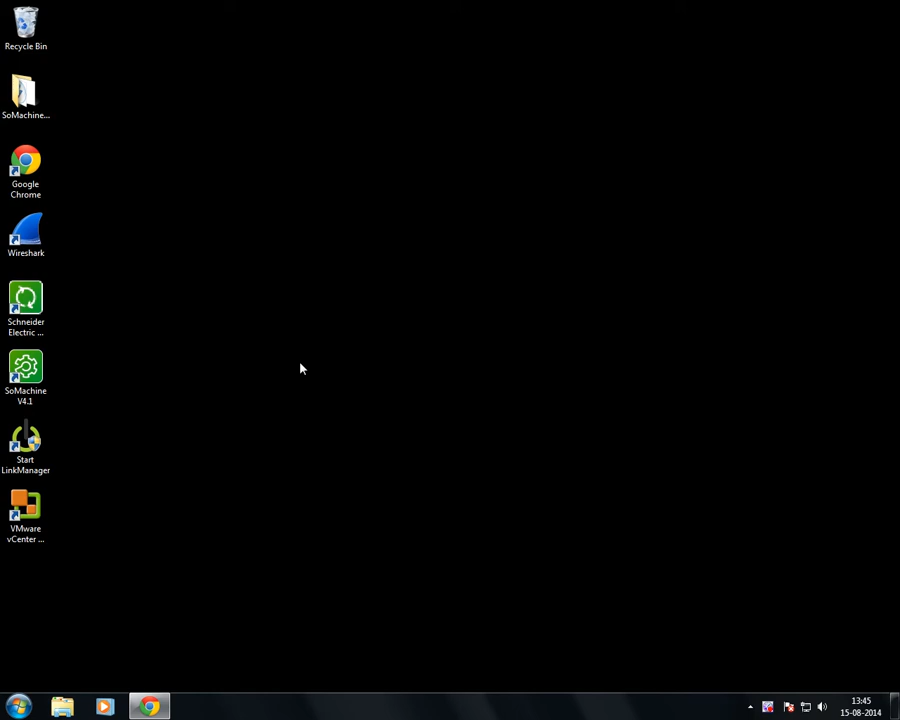 Recycle Bin
SoMachine...
Google
Chrome
Wireshark
Schneider
Electric ...
SoMachine
V4.1
Start
LinkManager
VMware
vCenter ...
13:45
15-08-2014